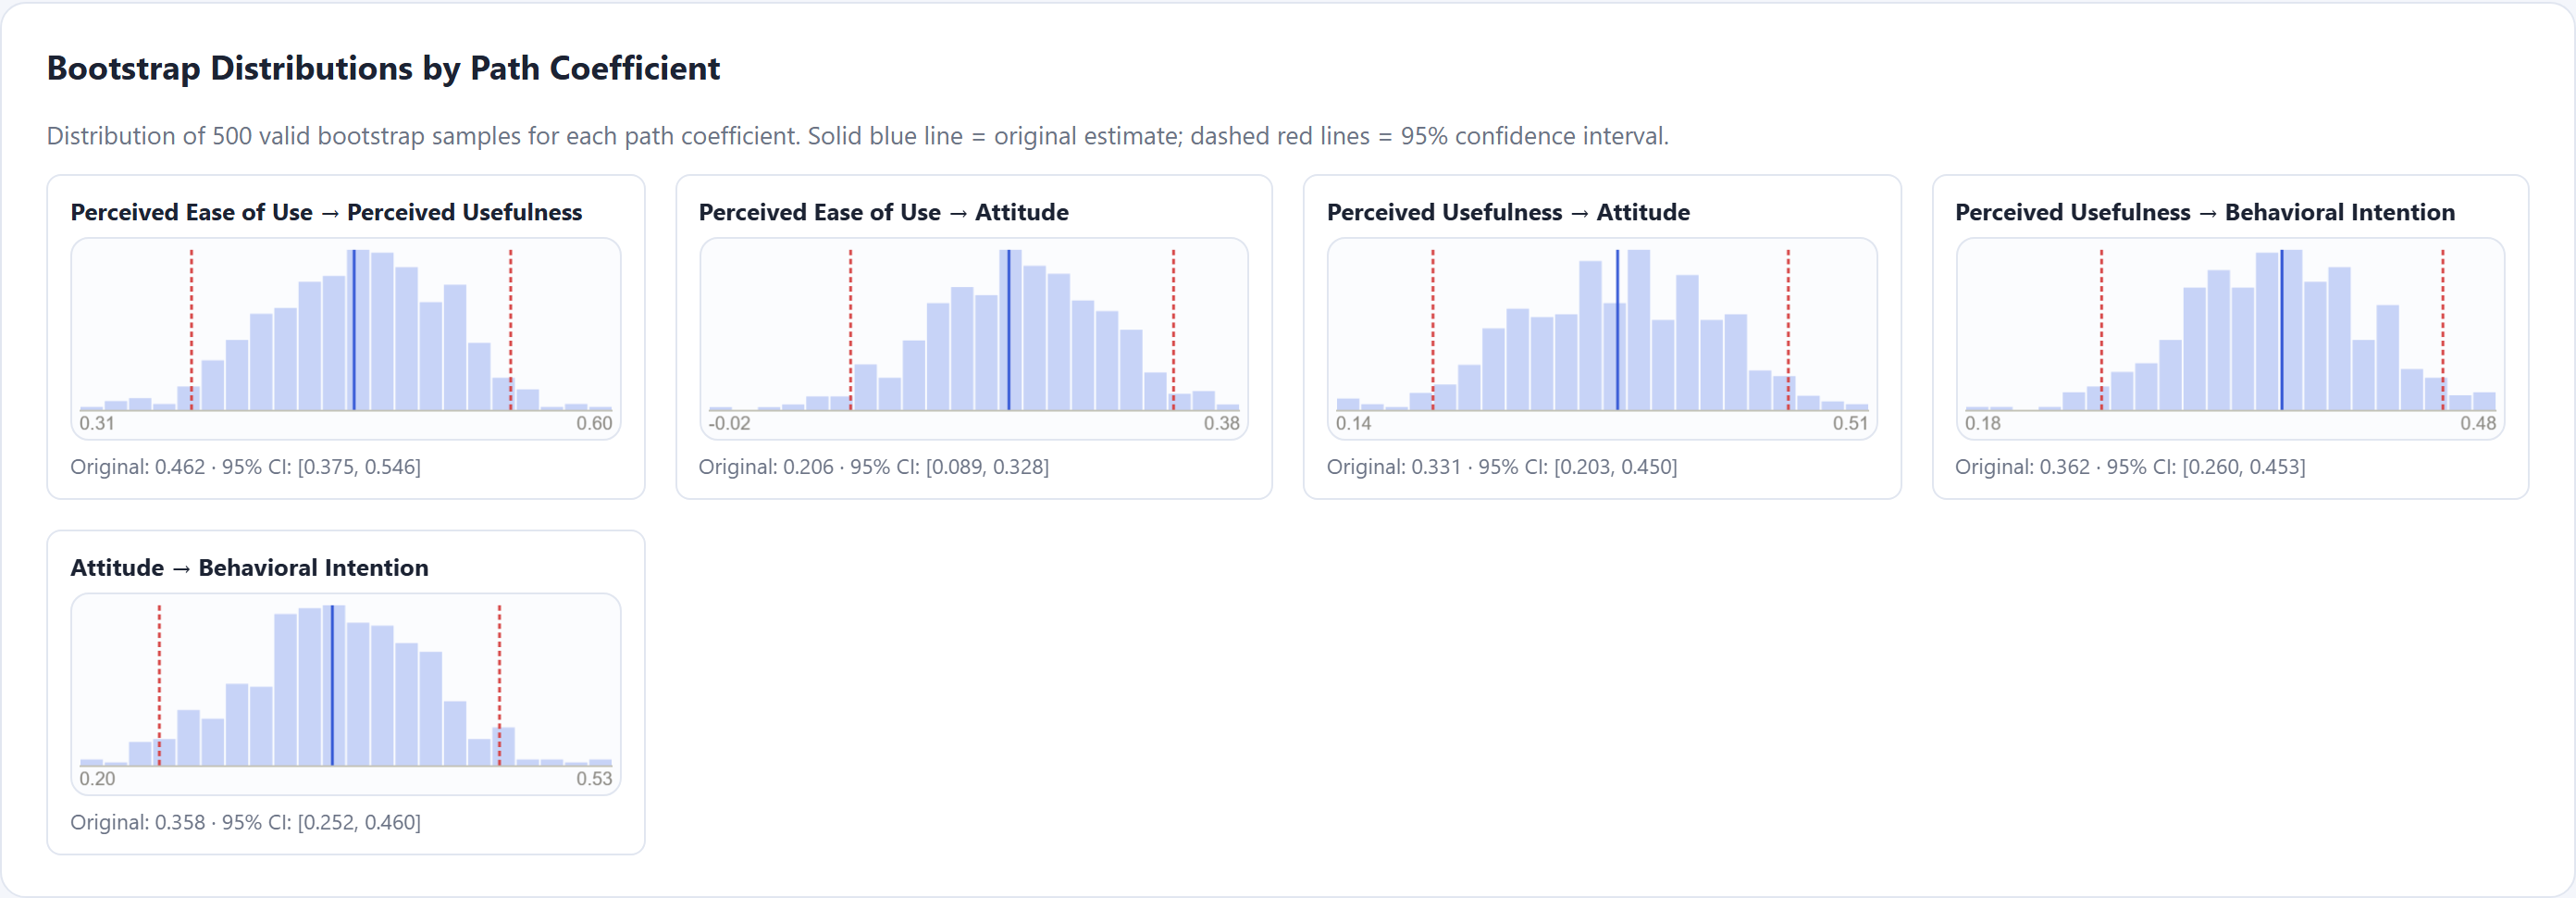 Bootstrap Distributions by Path Coefficient
Distribution of 500 valid bootstrap samples for each path coefficient. Solid blue line = original estimate; dashed red lines = 95% confidence interval.
Perceived Ease of Use → Perceived Usefulness
0.31 0.60
Original: 0.462 · 95% CI: [0.375, 0.546]
Perceived Ease of Use → Attitude
-0.02 0.38
Original: 0.206 · 95% CI: [0.089, 0.328]
Perceived Usefulness → Attitude
0.14 0.51
Original: 0.331 · 95% CI: [0.203, 0.450]
Perceived Usefulness → Behavioral Intention
0.18 0.48
Original: 0.362 · 95% CI: [0.260, 0.453]
Attitude → Behavioral Intention
0.20 0.53
Original: 0.358 · 95% CI: [0.252, 0.460]